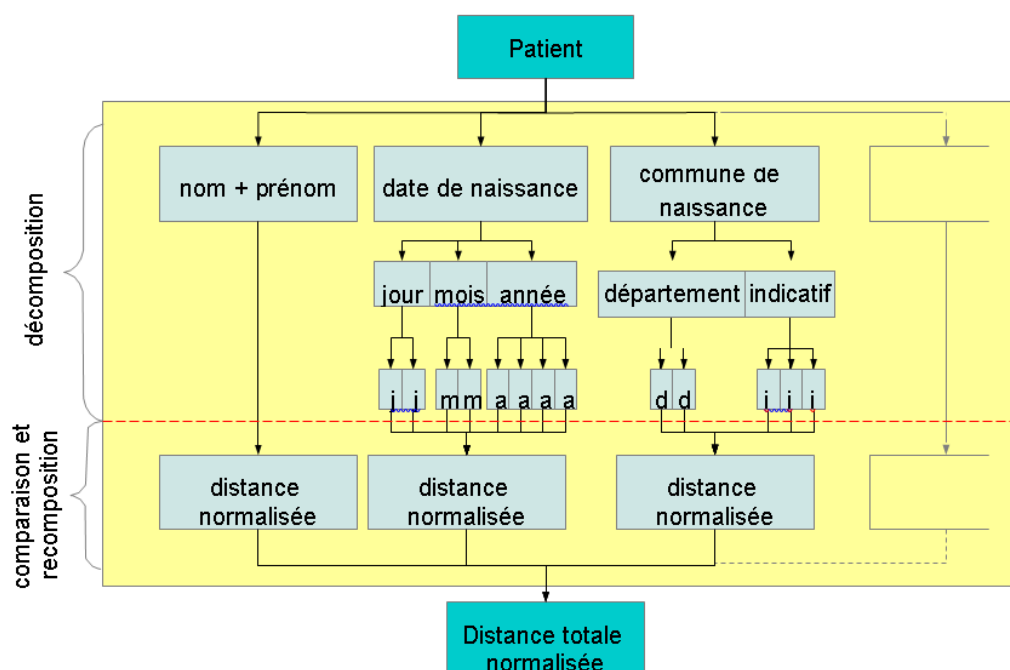 Patient
décomposition
nom + prénom
date de naissance
commune de
naissance
jour mois année
département indicatif
j j m m a a a a d d i i i
comparaison et
recomposition
distance
normalisée
distance
normalisée
distance
normalisée
Distance totale
normalisée